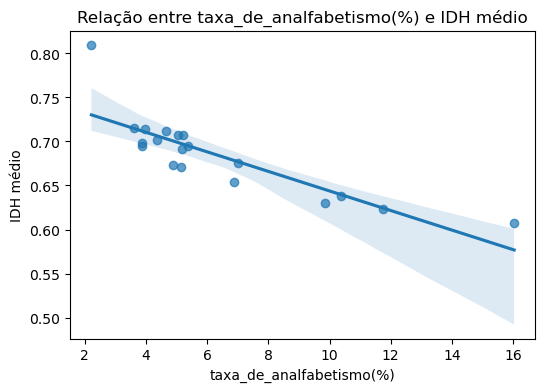 Relação entre taxa_de_analfabetismo(%) e IDH médio
IDH médio
0.80
0.75
0.70
0.65
0.60
0.55
0.50
2 4 6 8 10 12 14 16
taxa_de_analfabetismo(%)